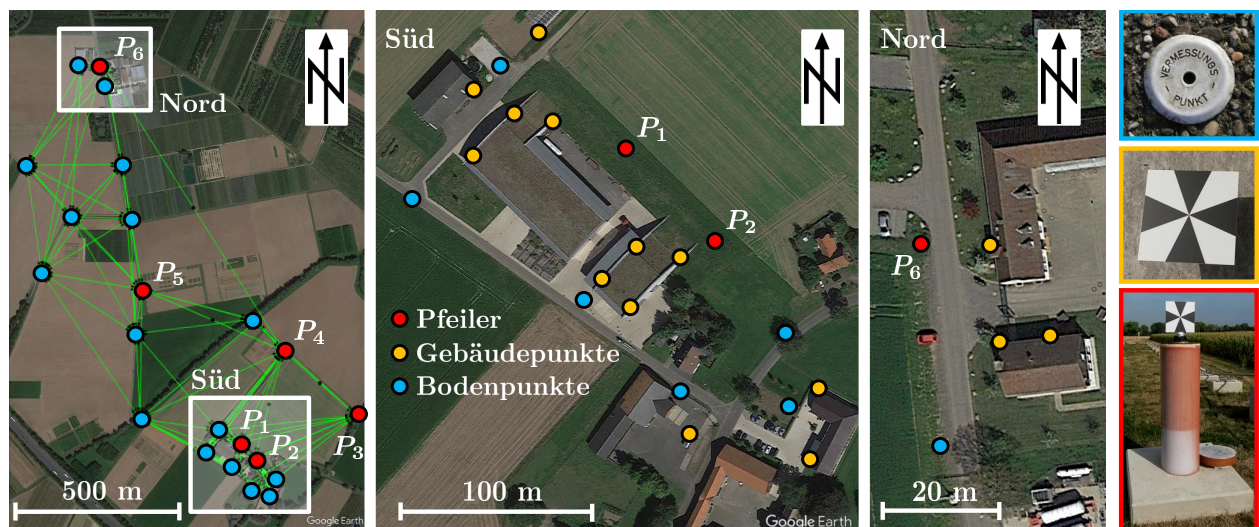 P6
Nord
P5
P4
Süd
P1
P2
P3
500 m
Google Earth
Süd
P1
P2
Pfeiler
Gebäudepunkte
Bodenpunkte
100 m
Google Earth
Nord
P6
20 m
VERMESSUNGS
- PUNKT -